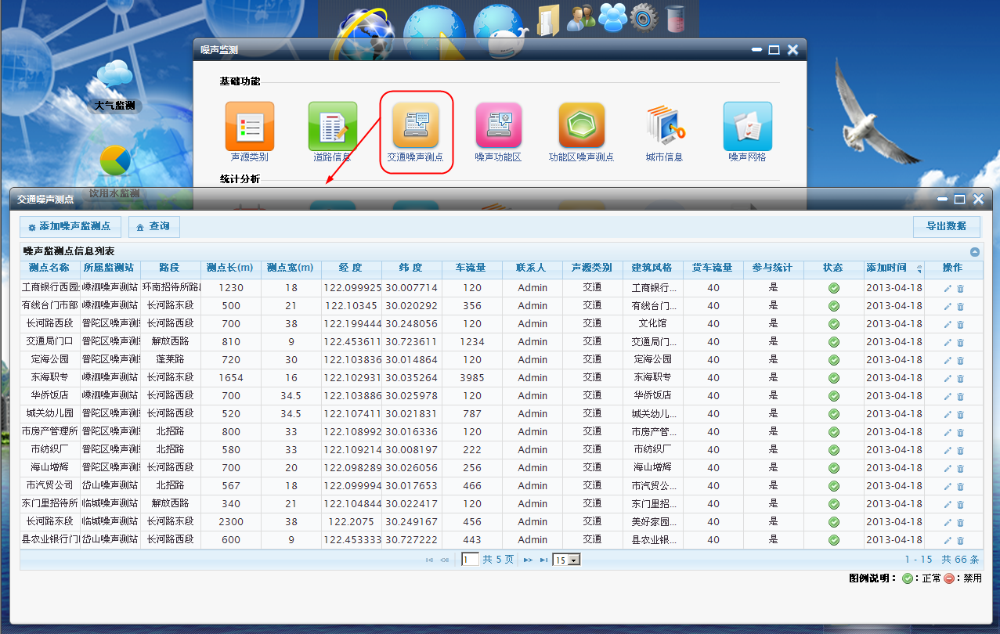 噪声监测
大气监测
基础功能
声源类别 道路信息 交通噪声测点 噪声功能区 功能区噪声测点 城市信息 噪声网格
统计分析
饮用水监测
交通噪声测点
添加噪声监测点 查询 导出数据
噪声监测点信息列表
测点名称 所属监测站 路段 测点长(m) 测点宽(m) 经 度 纬 度 车流量 联系人 声源类别 建筑风格 货车流量 参与统计 状态 添加时间 操作
工商银行西园 嵊泗噪声测站 环南招待所路 1230 18 122.099925 30.007714 120 Admin 交通 工商银行... 40 是 2013-04-18
有线台门市部 嵊泗噪声测站 长河路东段 500 21 122.10345 30.020292 356 Admin 交通 有线台门... 40 是 2013-04-18
长河路西段 普陀区噪声测 长河路西段 700 38 122.199444 30.248056 120 Admin 交通 文化馆 40 是 2013-04-18
交通局门口 普陀区噪声测 解放西路 810 9 122.453611 30.723611 1234 Admin 交通 交通局门... 40 是 2013-04-18
定海公园 普陀区噪声测 蓬莱路 720 30 122.103836 30.014864 120 Admin 交通 定海公园 40 是 2013-04-18
东海职专 嵊泗噪声测站 长河路东段 1654 16 122.102931 30.035264 3985 Admin 交通 东海职专 40 是 2013-04-18
华侨饭店 嵊泗噪声测站 长河路西段 700 34.5 122.103886 30.025978 120 Admin 交通 华侨饭店 40 是 2013-04-18
城关幼儿园 普陀区噪声测 长河路西段 520 34.5 122.107411 30.021831 787 Admin 交通 城关幼儿... 40 是 2013-04-18
市房产管理所 普陀区噪声测 北招路 800 33 122.108992 30.016336 120 Admin 交通 市房产管... 40 是 2013-04-18
市纺织厂 普陀区噪声测 北招路 580 33 122.109214 30.008197 222 Admin 交通 市纺织厂 40 是 2013-04-18
海山增辉 普陀区噪声测 长河路西段 700 20 122.098289 30.026056 256 Admin 交通 海山增辉 40 是 2013-04-18
市汽贸公司 岱山噪声测站 北招路 567 18 122.099994 30.017653 466 Admin 交通 市汽贸公... 40 是 2013-04-18
东门里招待所 临城噪声测站 解放西路 340 21 122.104844 30.022417 120 Admin 交通 东门里招... 40 是 2013-04-18
长河路东段 临城噪声测站 长河路东段 2300 38 122.2075 30.249167 456 Admin 交通 美好家园... 40 是 2013-04-18
县农业银行门 岱山噪声测站 长河路西段 600 9 122.453333 30.727222 443 Admin 交通 县农业银... 40 是 2013-04-18
1 共 5 页 15 1 - 15 共 66 条
图例说明： ：正常 ：禁用